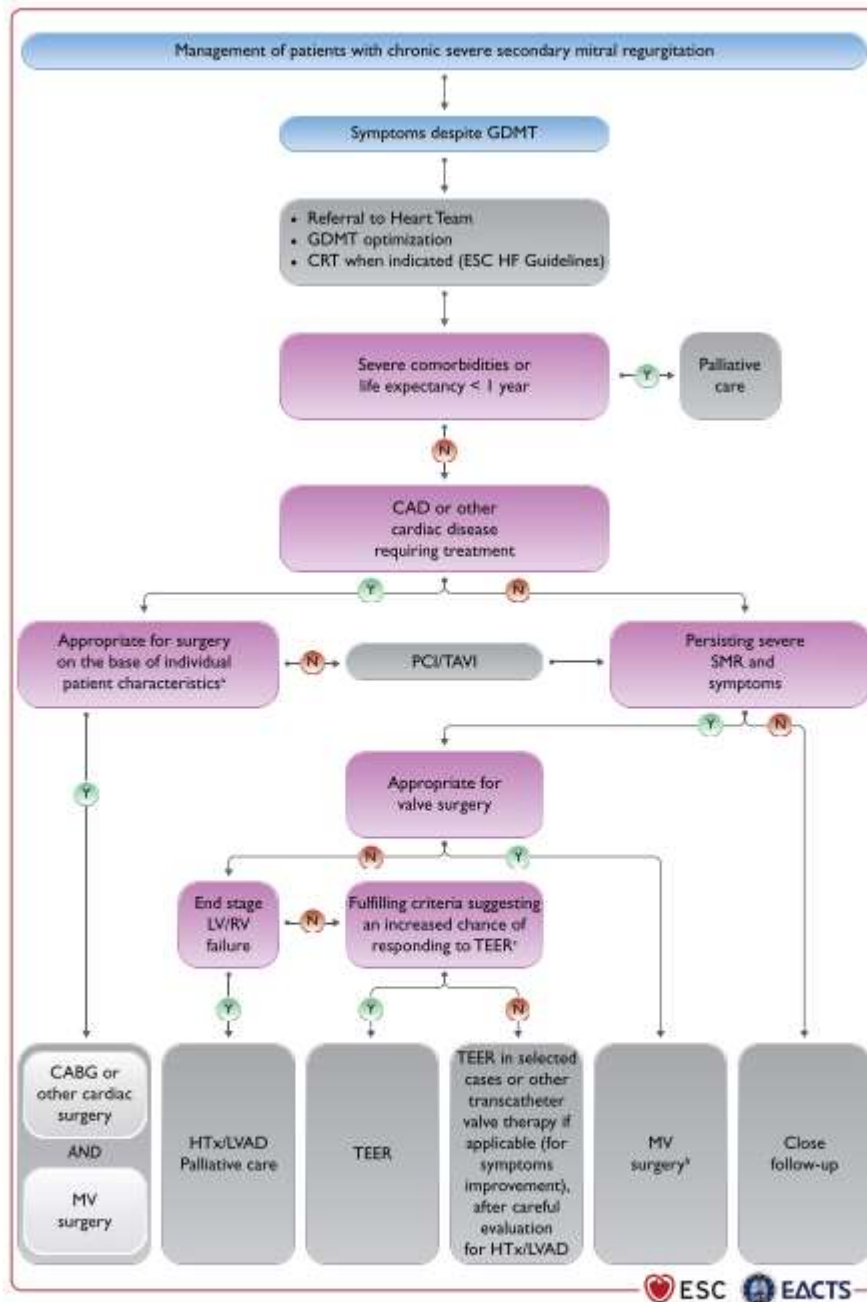 Management of patients with chronic severe secondary mitral regurgitation
Symptoms despite GDMT
• Referral to Heart Team
• GDMT optimization
• CRT when indicated (ESC HF Guidelines)
Severe comorbidities or
life expectancy < 1 year
Y
Palliative
care
N
CAD or other
cardiac disease
requiring treatment
Y
N
Appropriate for surgery
on the base of individual
patient characteristicsᵃ
N
PCI/TAVI
Persisting severe
SMR and
symptoms
Y
N
Y
Appropriate for
valve surgery
N
Y
End stage
LV/RV
failure
N
Fulfilling criteria suggesting
an increased chance of
responding to TEERᶜ
Y
Y
N
CABG or
other cardiac
surgery
AND
MV
surgery
HTx/LVAD
Palliative care
TEER
TEER in selected
cases or other
transcatheter
valve therapy if
applicable (for
symptoms
improvement),
after careful
evaluation
for HTx/LVAD
MV
surgeryᵇ
Close
follow-up
ESC
EACTS